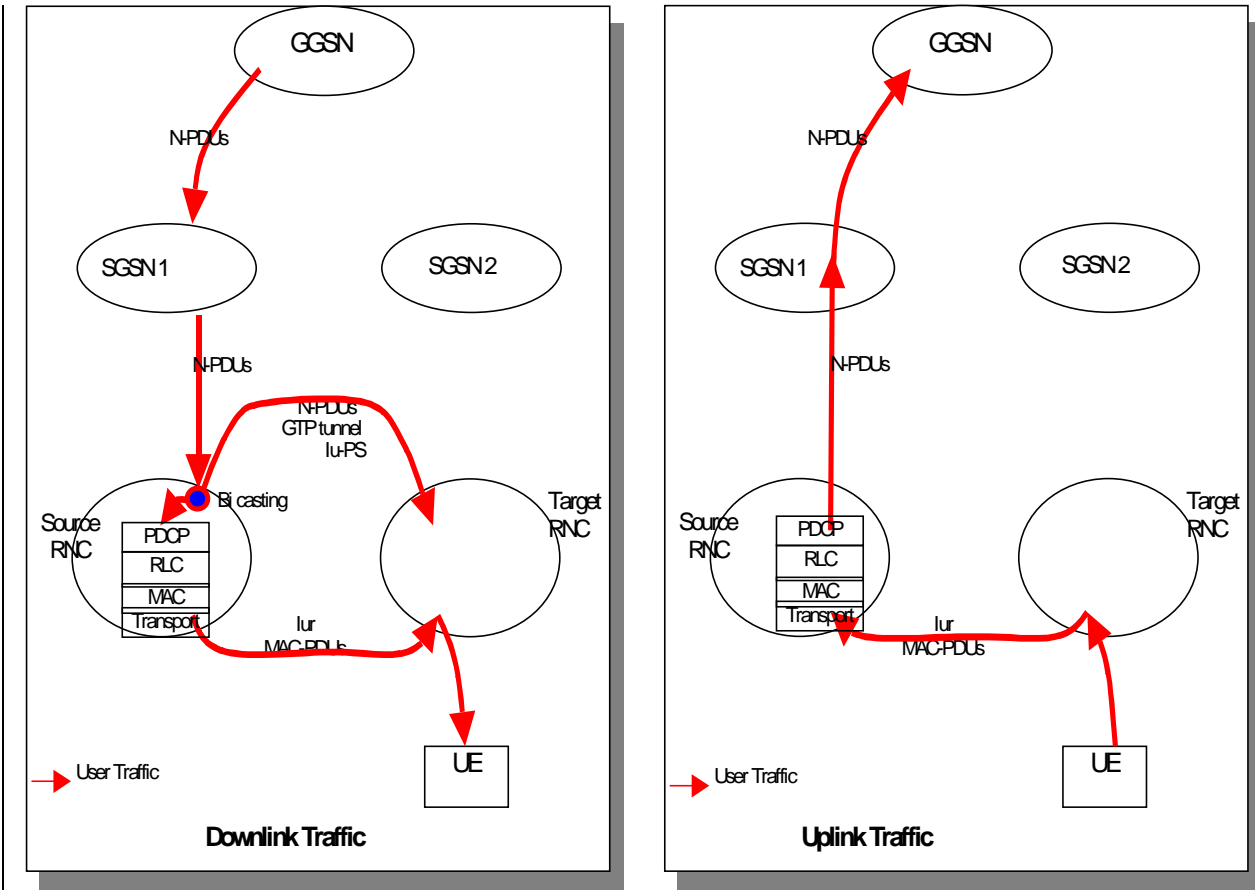 GGSN
N-PDUs
SGSN1
SGSN2
N-PDUs
N-PDUs
GTP tunnel
Iu-PS
Bi casting
Source
RNC
Target
RNC
PDCP
RLC
MAC
Transport
Iur
MAC-PDUs
UE
User Traffic
Downlink Traffic
GGSN
N-PDUs
SGSN1
SGSN2
N-PDUs
Source
RNC
Target
RNC
PDCP
RLC
MAC
Transport
Iur
MAC-PDUs
UE
User Traffic
Uplink Traffic